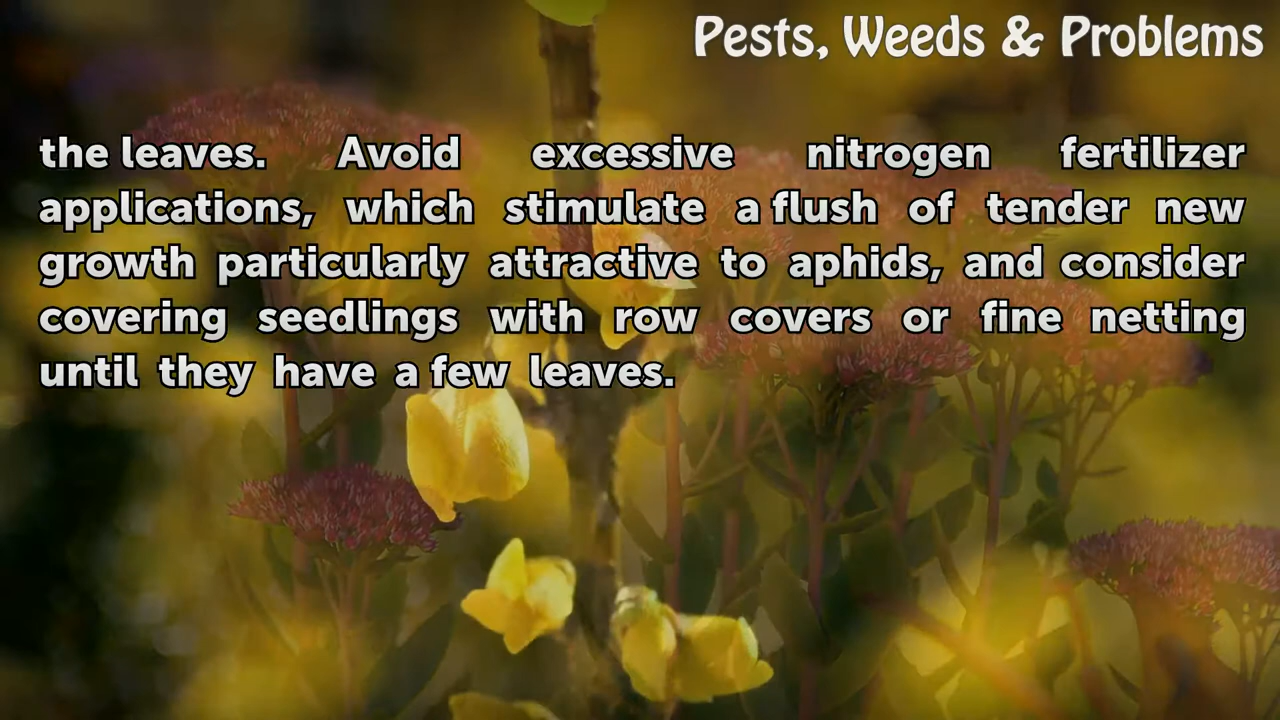 Pests, Weeds & Problems
the leaves. Avoid excessive nitrogen fertilizer
applications, which stimulate a flush of tender new
growth particularly attractive to aphids, and consider
covering seedlings with row covers or fine netting
until they have a few leaves.